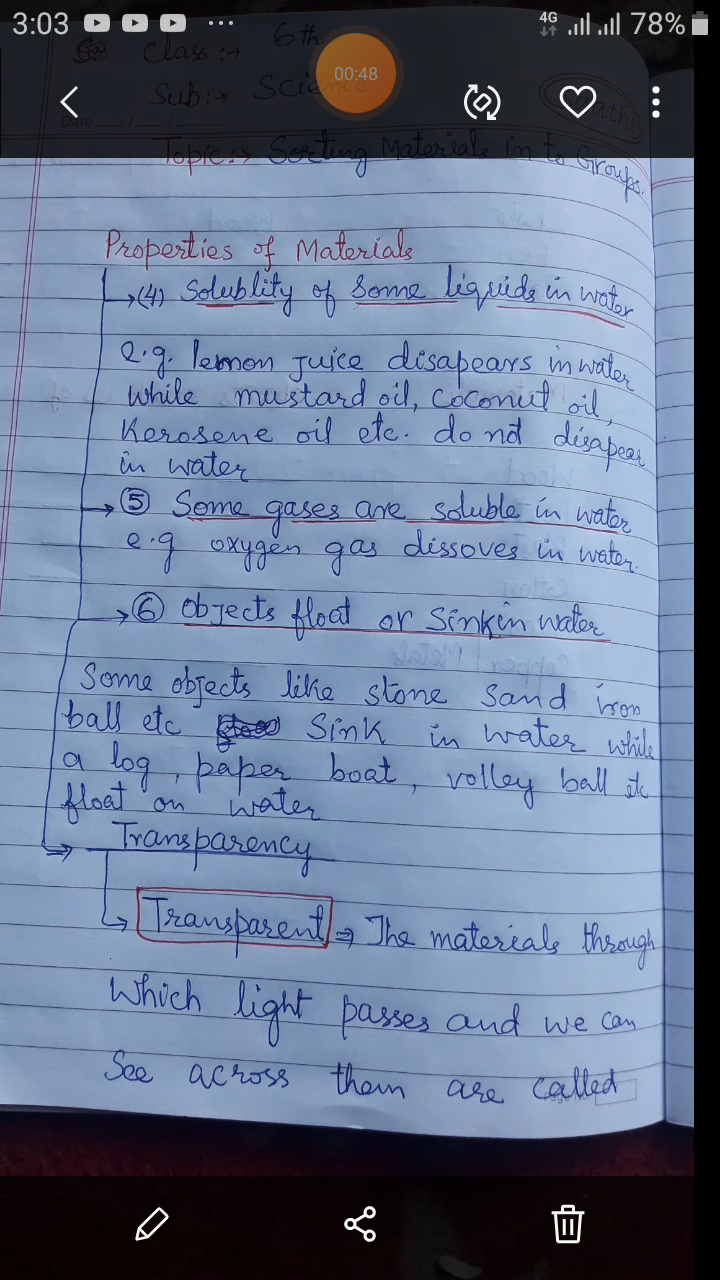 3:03 ... 4G 78%
Class :→ 6th
00:48
Sub :→ Science
Date
Topic :→ Sorting Materials in to Groups.
Properties of Materials
→(4) Solublity of Some liquids in water
e.g. lemon juice disapears in water
while mustard oil, coconut oil,
Kerosene oil etc. do not disapear
in water
→ ⑤ Some gases are soluble in water
e.g oxygen gas dissoves in water.
→ ⑥ Objects float or Sink in water
Some objects like stone sand iron
ball etc Sink in water while
a log, paper boat, volley ball etc
float on water
→ Transparency
→ Transparent ⇒ The materials through
Which light passes and we can
See across them are called